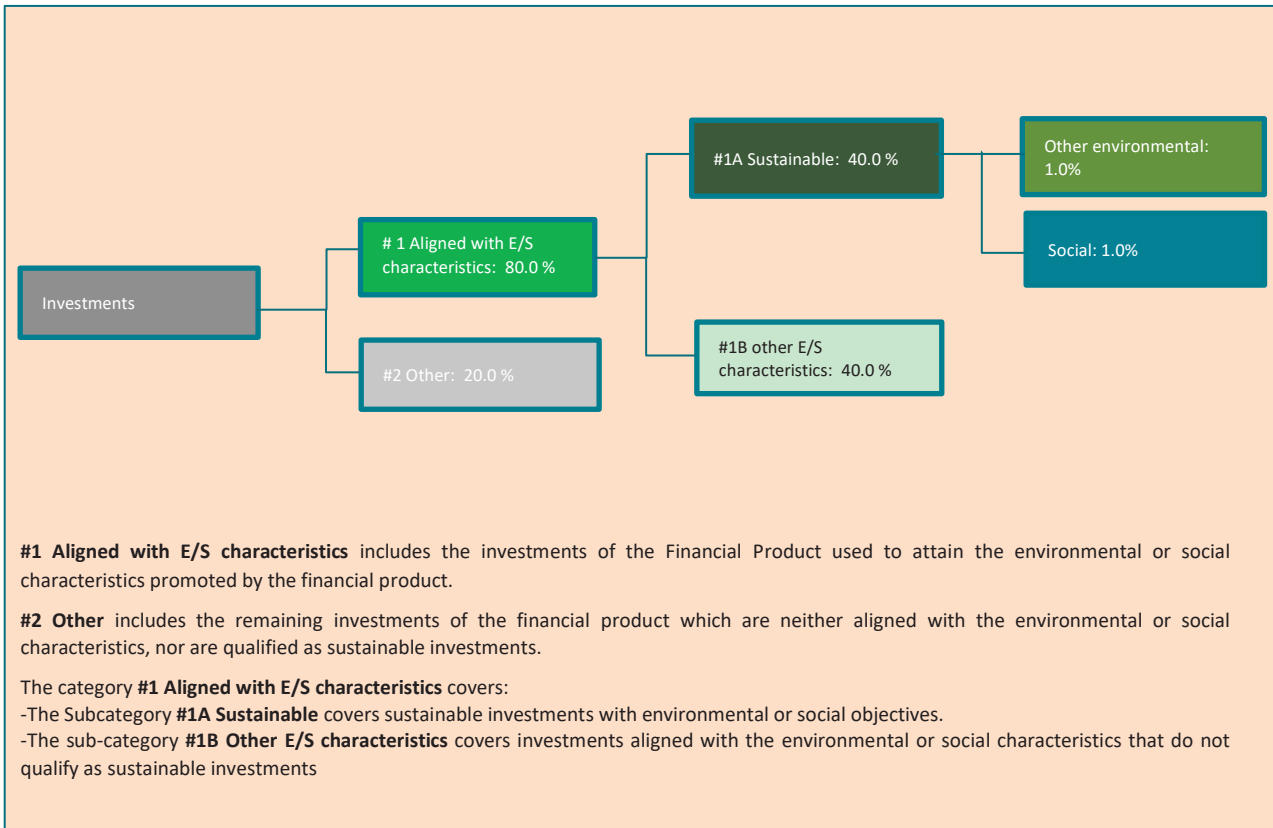 Investments
# 1 Aligned with E/S
characteristics: 80.0 %
#2 Other: 20.0 %
#1A Sustainable: 40.0 %
#1B other E/S
characteristics: 40.0 %
Other environmental:
1.0%
Social: 1.0%
#1 Aligned with E/S characteristics includes the investments of the Financial Product used to attain the environmental or social
characteristics promoted by the financial product.
#2 Other includes the remaining investments of the financial product which are neither aligned with the environmental or social
characteristics, nor are qualified as sustainable investments.
The category #1 Aligned with E/S characteristics covers:
-The Subcategory #1A Sustainable covers sustainable investments with environmental or social objectives.
-The sub-category #1B Other E/S characteristics covers investments aligned with the environmental or social characteristics that do not
qualify as sustainable investments